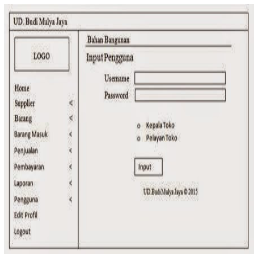 UD. Budi Mulya Jaya
LOGO
Home
Supplier <
Barang <
Barang Masuk <
Penjualan <
Pembayaran <
Laporan <
Pengguna <
Edit Profil
Logout
Bahan Bangunan
Input Pengguna
Username
Password
Kepala Toko
Pelayan Toko
Input
UD.Budi Mulya Jaya © 2015